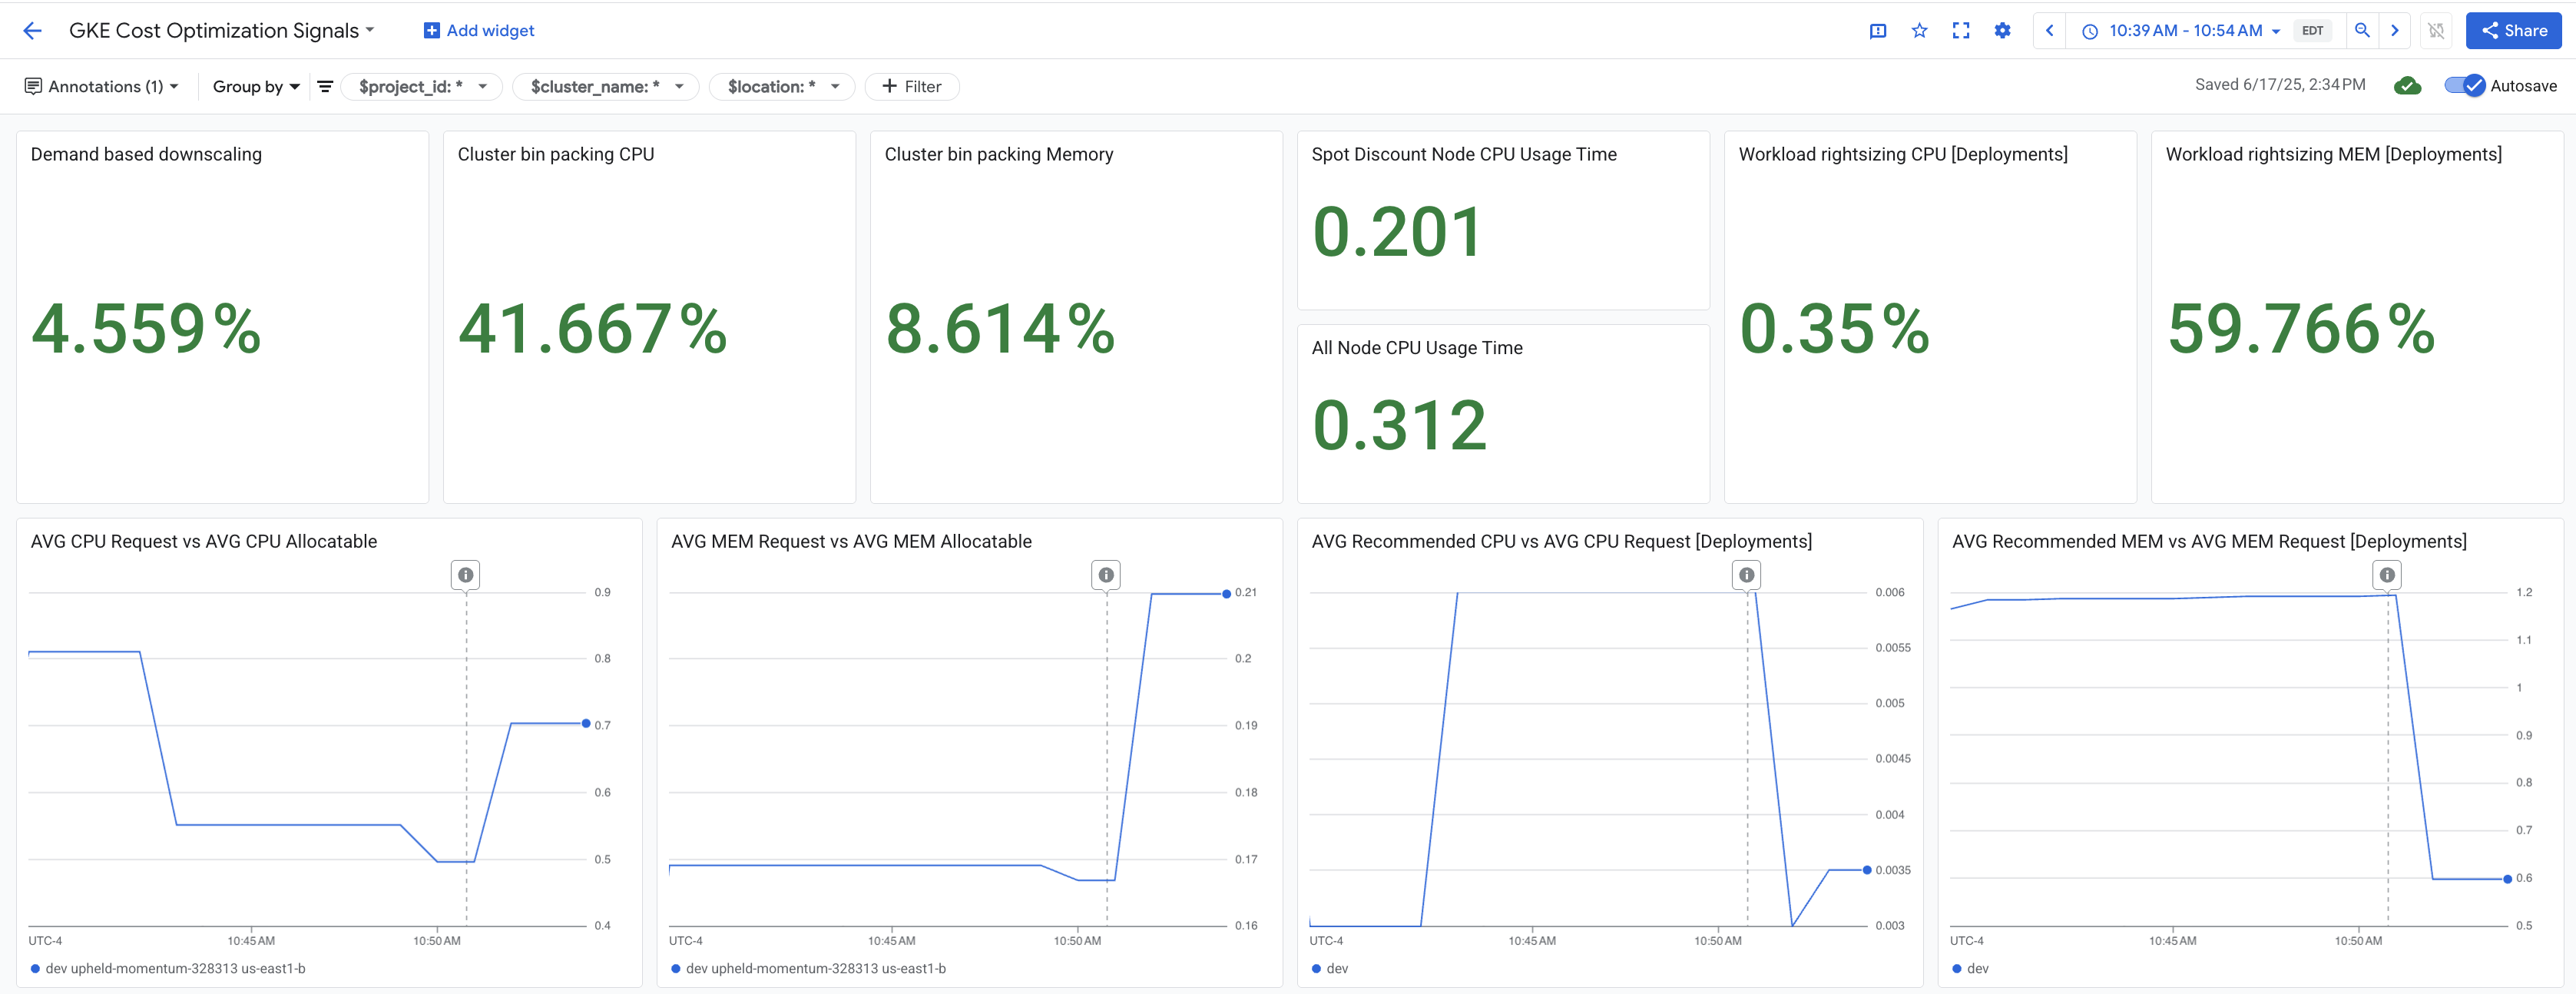 GKE Cost Optimization Signals
Add widget
10:39 AM - 10:54 AM
EDT
Share
Annotations (1)
Group by
$project_id: *
$cluster_name: *
$location: *
Filter
Saved 6/17/25, 2:34 PM
Autosave
Demand based downscaling
4.559%
Cluster bin packing CPU
41.667%
Cluster bin packing Memory
8.614%
Spot Discount Node CPU Usage Time
0.201
All Node CPU Usage Time
0.312
Workload rightsizing CPU [Deployments]
0.35%
Workload rightsizing MEM [Deployments]
59.766%
AVG CPU Request vs AVG CPU Allocatable
0.9
0.8
0.7
0.6
0.5
0.4
UTC-4
10:45 AM
10:50 AM
dev upheld-momentum-328313 us-east1-b
AVG MEM Request vs AVG MEM Allocatable
0.21
0.2
0.19
0.18
0.17
0.16
UTC-4
10:45 AM
10:50 AM
dev upheld-momentum-328313 us-east1-b
AVG Recommended CPU vs AVG CPU Request [Deployments]
0.006
0.0055
0.005
0.0045
0.004
0.0035
0.003
UTC-4
10:45 AM
10:50 AM
dev
AVG Recommended MEM vs AVG MEM Request [Deployments]
1.2
1.1
1
0.9
0.8
0.7
0.6
0.5
UTC-4
10:45 AM
10:50 AM
dev